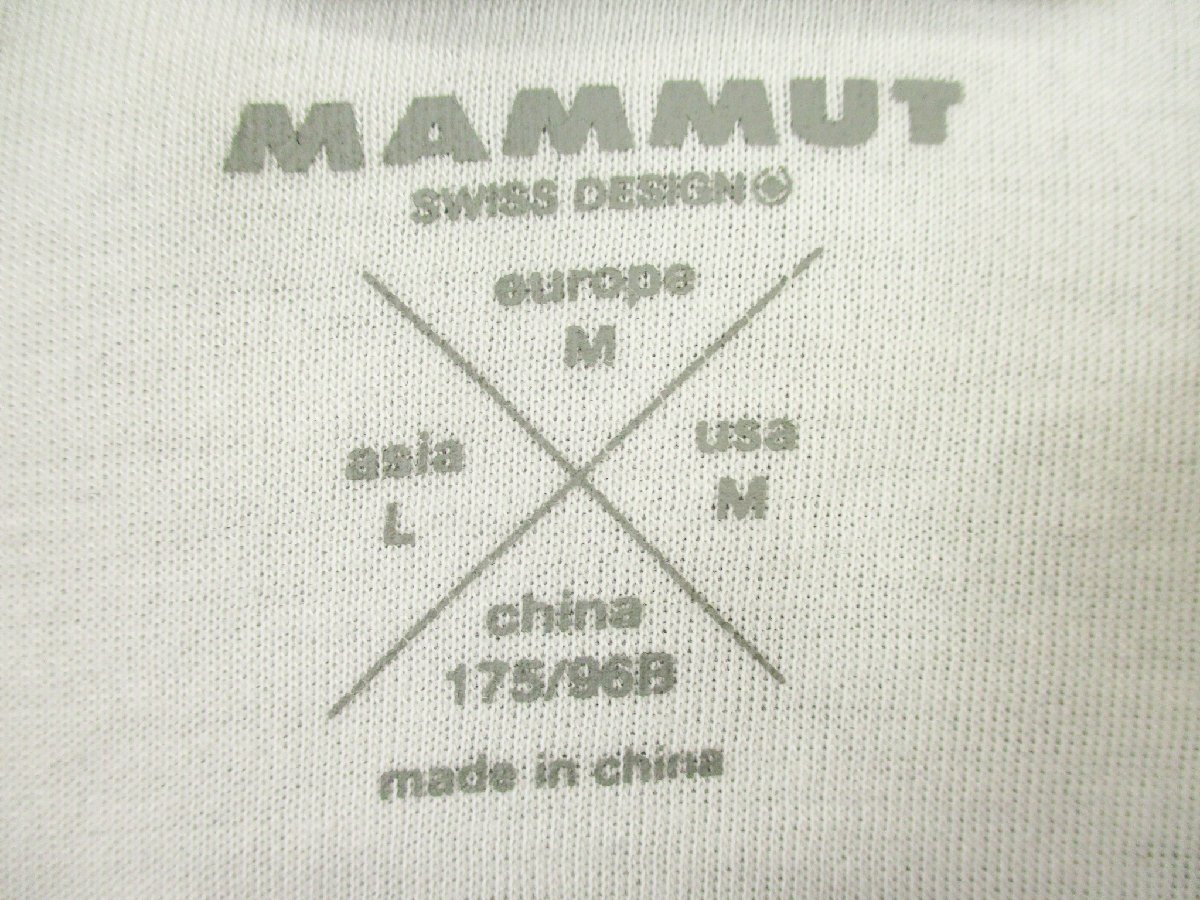 MAMMUT
SWISS DESIGN
europe
M
asia
L
usa
M
china
175/96B
made in china